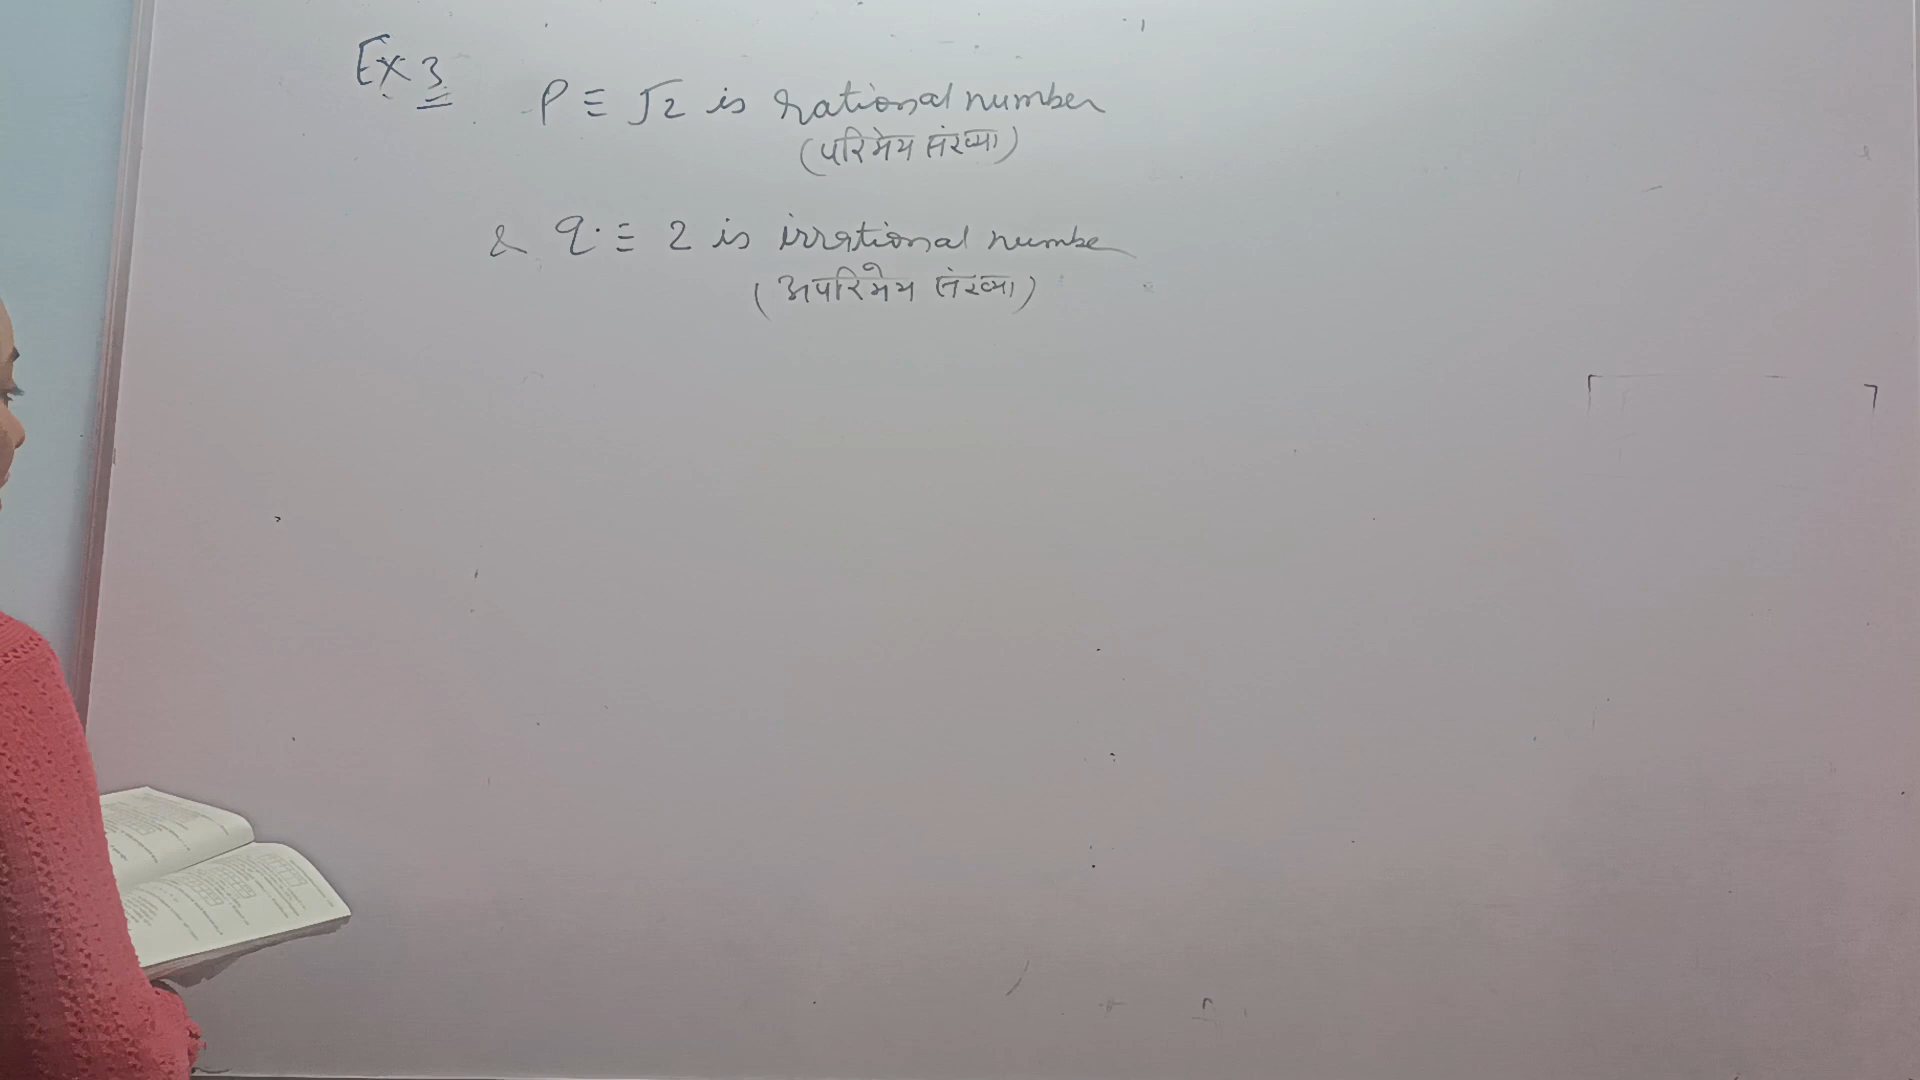 Ex 3
P ≡ √2 is rational number
(परिमेय संख्या)
& q ≡ 2 is irrational number
(अपरिमेय संख्या)